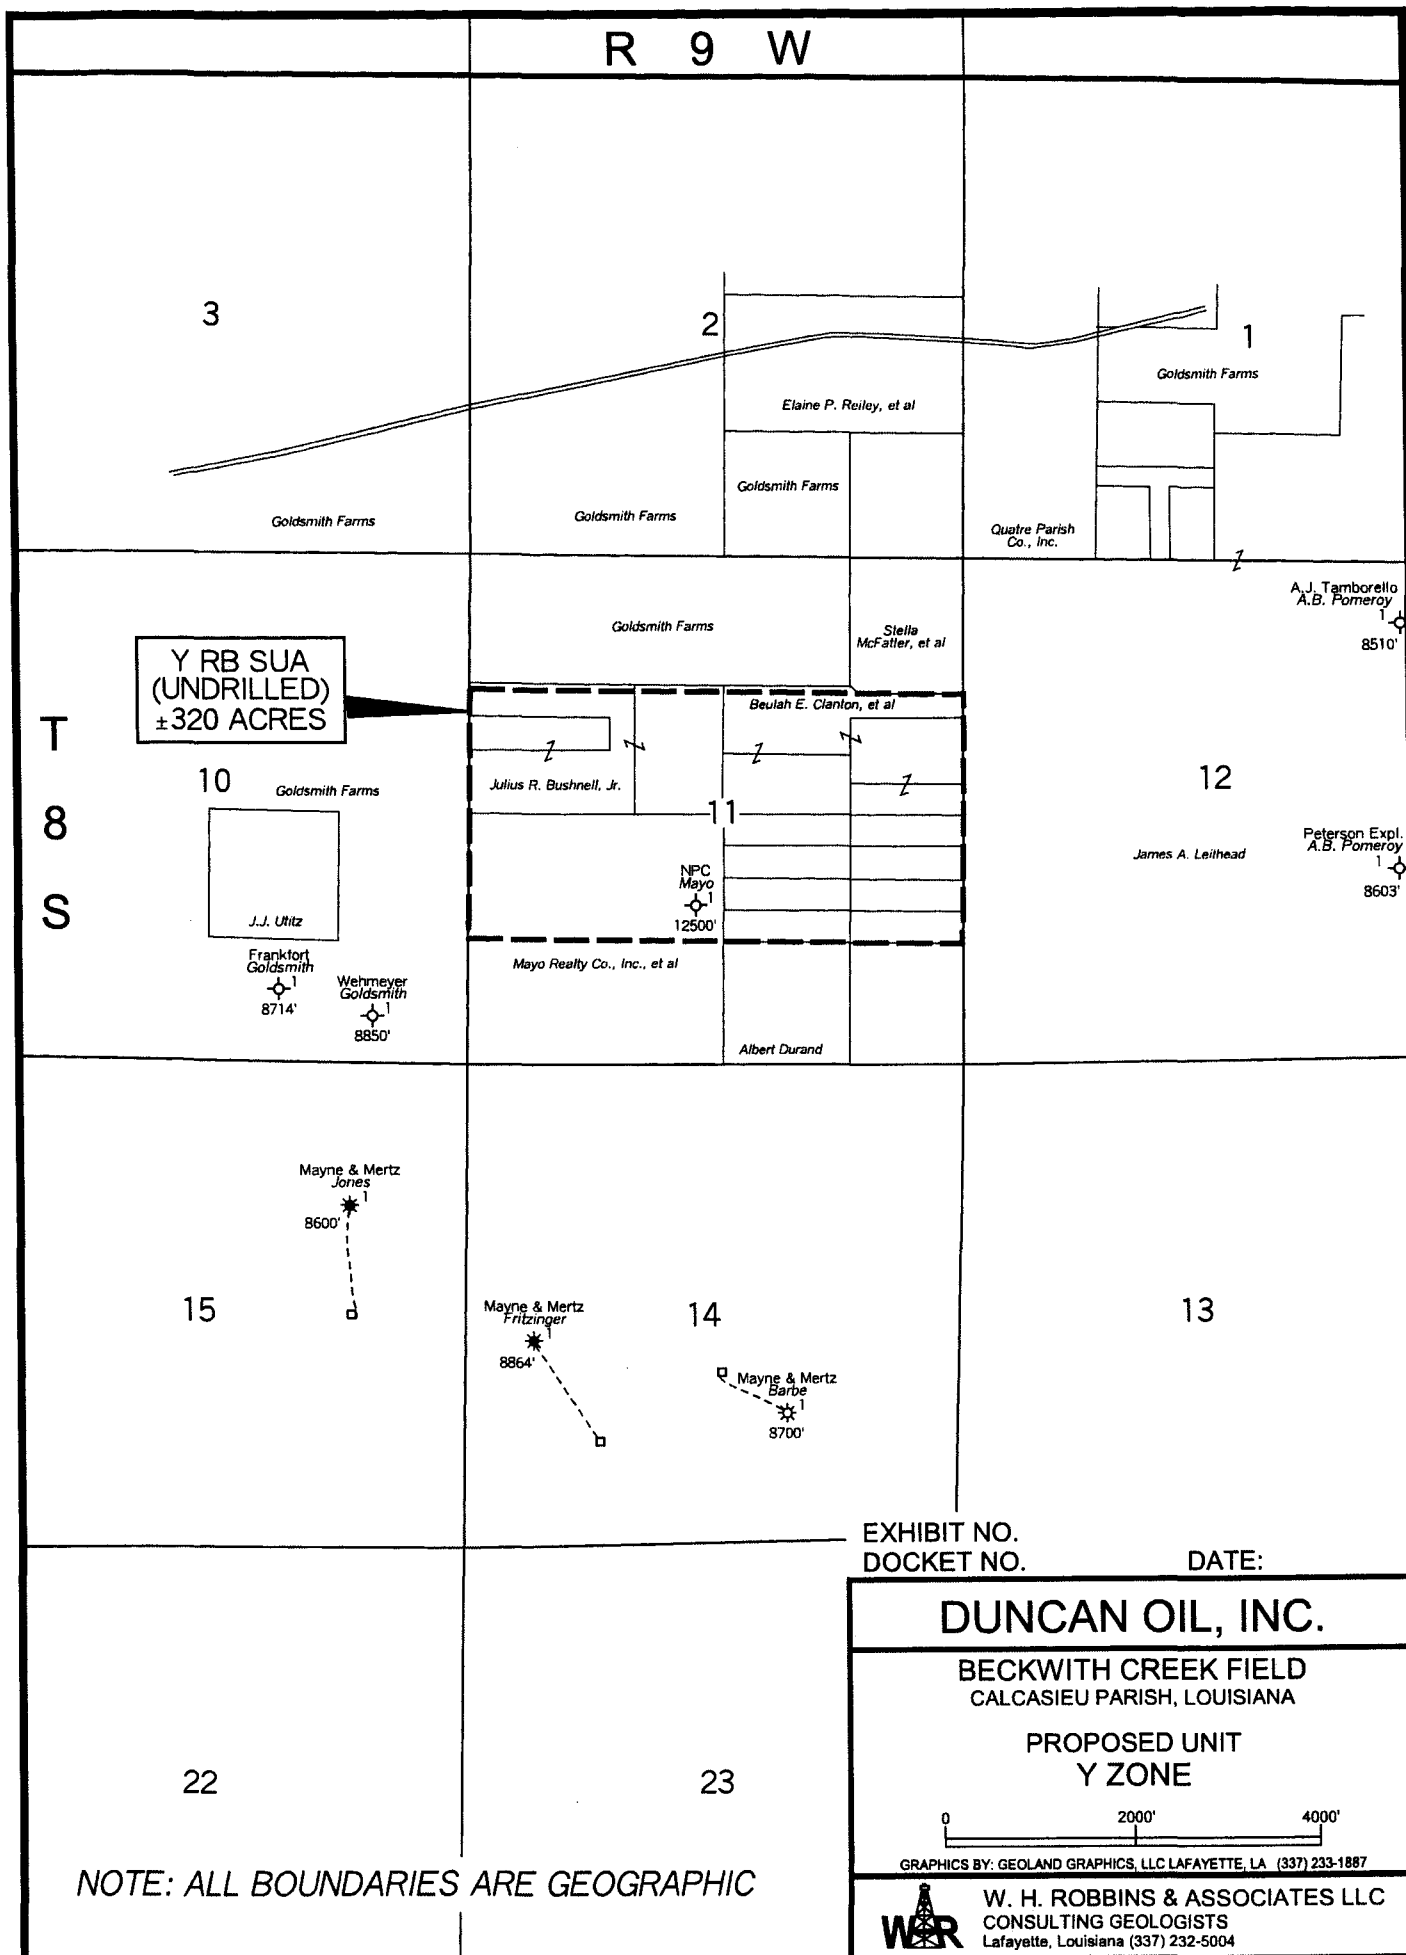 R 9 W
3
2
1
Goldsmith Farms
Elaine P. Reiley, et al
Goldsmith Farms
Goldsmith Farms
Goldsmith Farms
Quatre Parish
Co., Inc.
A.J. Tamborello
A.B. Pomeroy
1
8510'
Goldsmith Farms
Stella
McFatter, et al
Y RB SUA
(UNDRILLED)
±320 ACRES
Beulah E. Clanton, et al
T
8
S
10
Goldsmith Farms
Julius R. Bushnell, Jr.
11
12
James A. Leithead
Peterson Expl.
A.B. Pomeroy
1
8603'
NPC
Mayo
1
12500'
J.J. Utitz
Frankfort
Goldsmith
1
8714'
Wehmeyer
Goldsmith
1
8850'
Mayo Realty Co., Inc., et al
Albert Durand
Mayne & Mertz
Jones
1
8600'
15
Mayne & Mertz
Fritzinger
1
8864'
14
13
Mayne & Mertz
Barbe
1
8700'
22
23
NOTE: ALL BOUNDARIES ARE GEOGRAPHIC
EXHIBIT NO.
DOCKET NO. DATE:
DUNCAN OIL, INC.
BECKWITH CREEK FIELD
CALCASIEU PARISH, LOUISIANA
PROPOSED UNIT
Y ZONE
0 2000' 4000'
GRAPHICS BY: GEOLAND GRAPHICS, LLC LAFAYETTE, LA (337) 233-1887
W R
W. H. ROBBINS & ASSOCIATES LLC
CONSULTING GEOLOGISTS
Lafayette, Louisiana (337) 232-5004